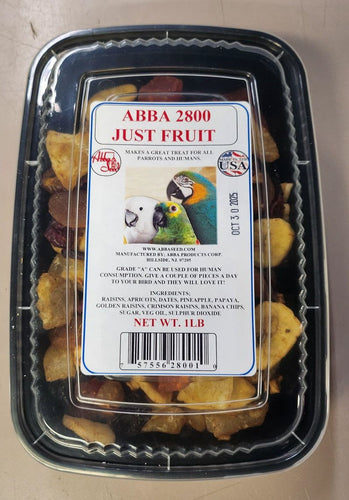 ABBA 2800
JUST FRUIT
MAKES A GREAT TREAT FOR ALL
PARROTS AND HUMANS.
Abba
USA
OCT 30 2025
WWW.ABBASEED.COM
MANUFACTURED BY: ABBA PRODUCTS CORP.
HILLSIDE, NJ 07205
GRADE "A" CAN BE USED FOR HUMAN
CONSUMPTION. GIVE A COUPLE OF PIECES A DAY
TO YOUR BIRD AND THEY WILL LOVE IT!
INGREDIENTS:
RAISINS, APRICOTS, DATES, PINEAPPLE, PAPAYA,
GOLDEN RAISINS, CRIMSON RAISINS, BANANA CHIPS,
SUGAR, VEG OIL, SULPHUR DIOXIDE
NET WT. 1LB
7 57556 28001 0